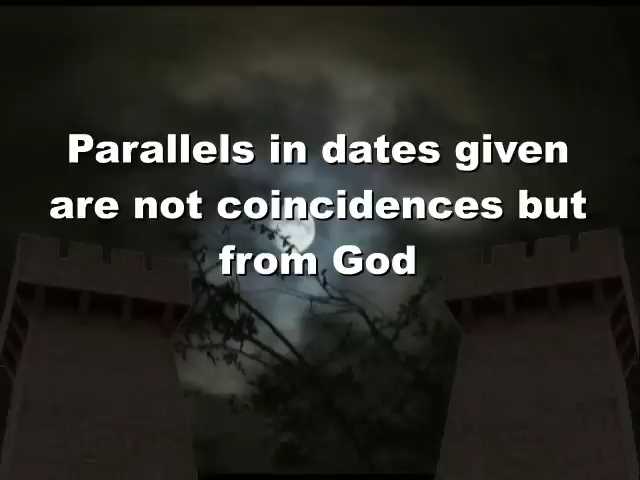 Parallels in dates given
are not coincidences but
from God